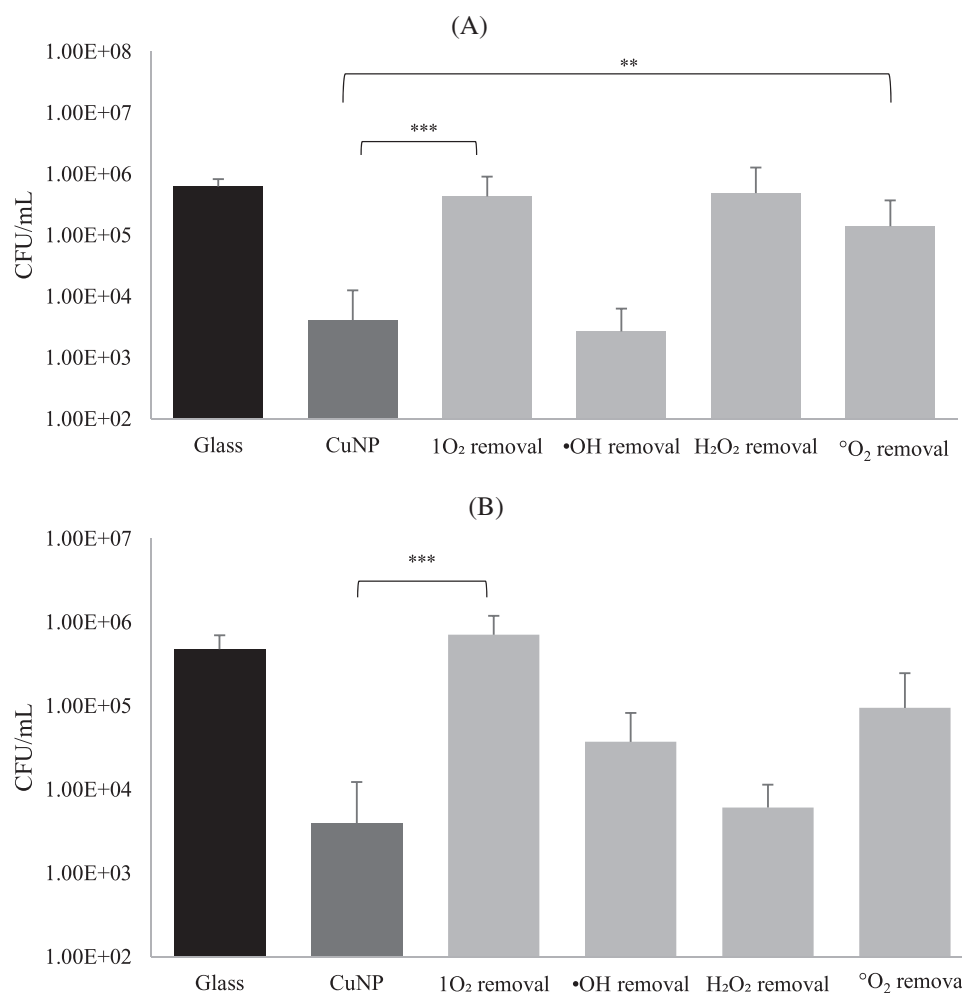 (A)
1.00E+08
1.00E+07
1.00E+06
1.00E+05
1.00E+04
1.00E+03
1.00E+02
CFU/mL
**
***
Glass CuNP 1O₂ removal •OH removal H₂O₂ removal °O₂ removal
(B)
1.00E+07
1.00E+06
1.00E+05
1.00E+04
1.00E+03
1.00E+02
CFU/mL
***
Glass CuNP 1O₂ removal •OH removal H₂O₂ removal °O₂ remova